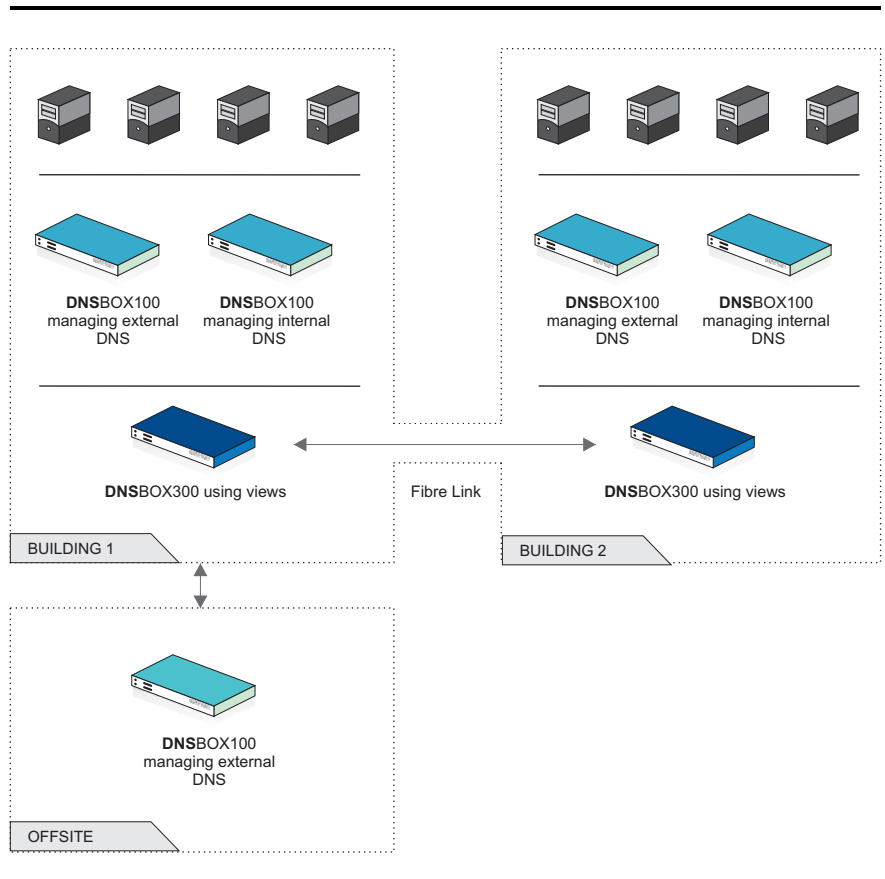 DNSBOX100
managing external
DNS
DNSBOX100
managing internal
DNS
DNSBOX300 using views
BUILDING 1
Fibre Link
DNSBOX100
managing external
DNS
DNSBOX100
managing internal
DNS
DNSBOX300 using views
BUILDING 2
DNSBOX100
managing external
DNS
OFFSITE